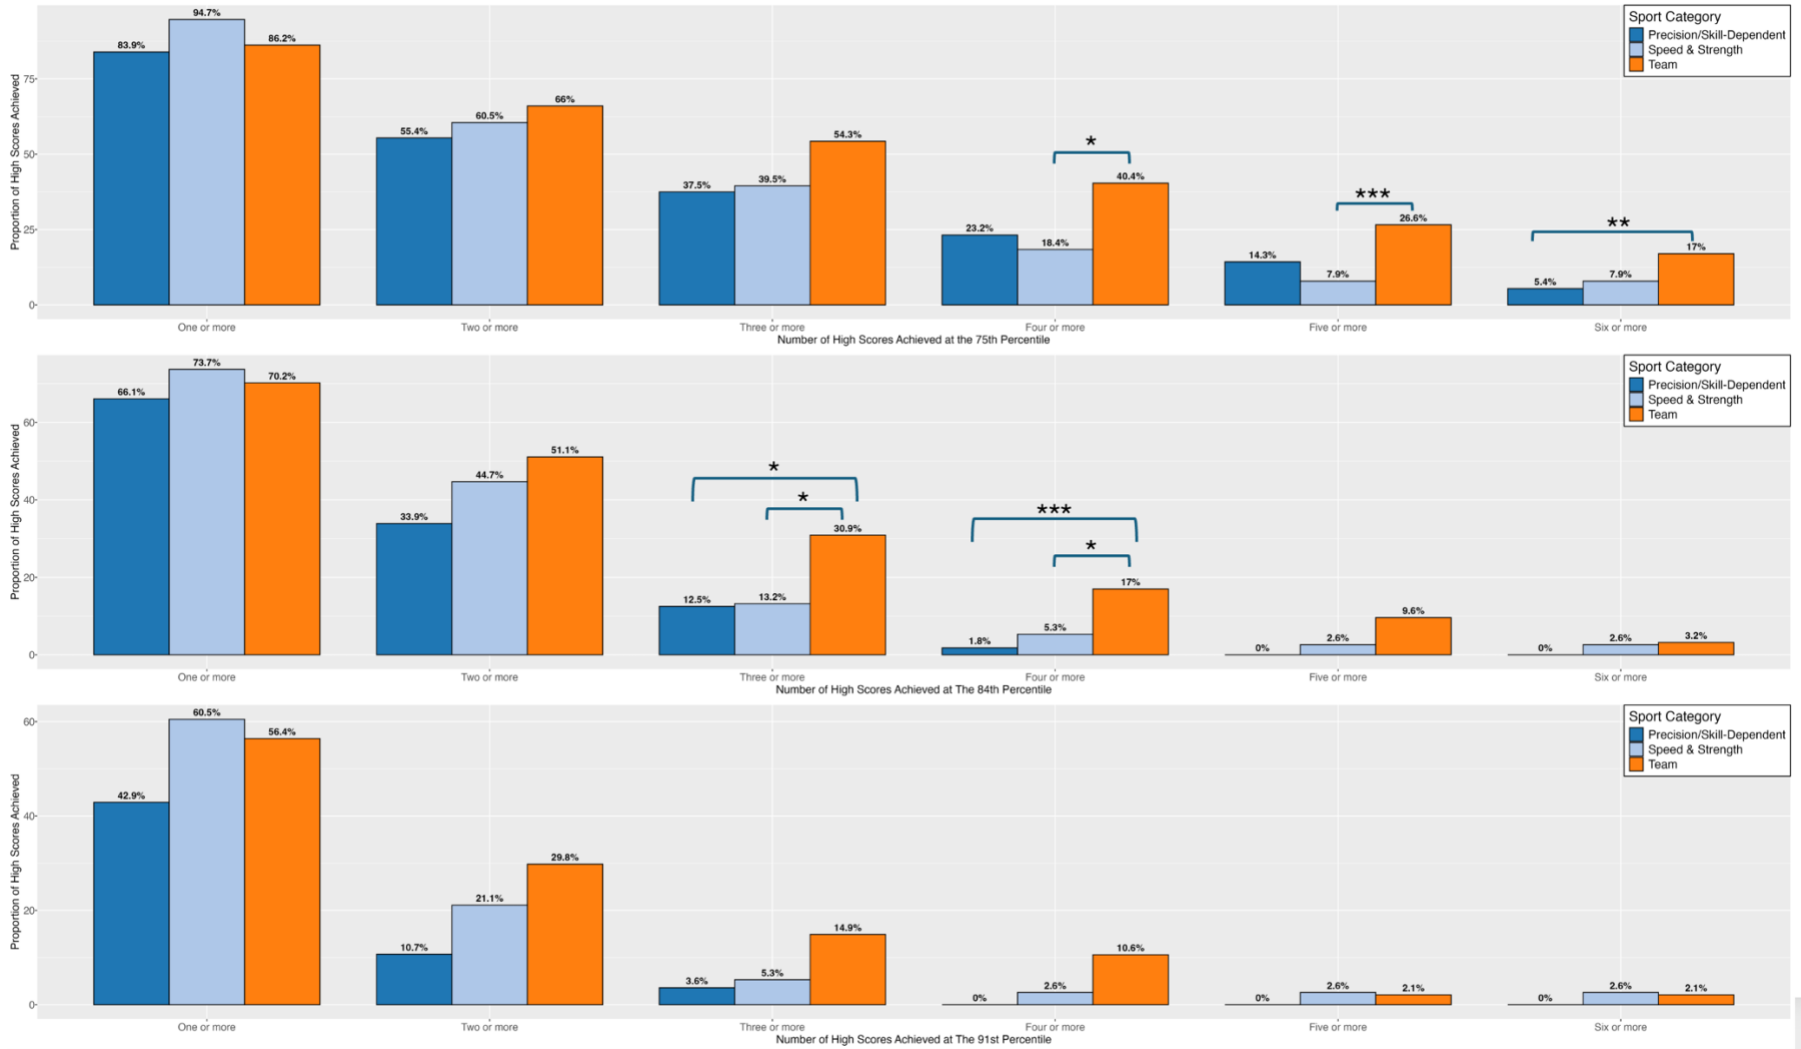 94.7%
83.9%
86.2%
Sport Category
Precision/Skill-Dependent
Speed & Strength
Team
Proportion of High Scores Achieved
75
50
25
0
55.4%
60.5%
66%
37.5%
39.5%
54.3%
*
23.2%
18.4%
40.4%
***
14.3%
7.9%
26.6%
**
5.4%
7.9%
17%
One or more
Two or more
Three or more
Four or more
Five or more
Six or more
Number of High Scores Achieved at the 75th Percentile
66.1%
73.7%
70.2%
Sport Category
Precision/Skill-Dependent
Speed & Strength
Team
Proportion of High Scores Achieved
60
40
20
0
33.9%
44.7%
51.1%
*
*
12.5%
13.2%
30.9%
***
*
1.8%
5.3%
17%
0%
2.6%
9.6%
0%
2.6%
3.2%
One or more
Two or more
Three or more
Four or more
Five or more
Six or more
Number of High Scores Achieved at The 84th Percentile
42.9%
60.5%
56.4%
Sport Category
Precision/Skill-Dependent
Speed & Strength
Team
Proportion of High Scores Achieved
60
40
20
0
10.7%
21.1%
29.8%
3.6%
5.3%
14.9%
0%
2.6%
10.6%
0%
2.6%
2.1%
0%
2.6%
2.1%
One or more
Two or more
Three or more
Four or more
Five or more
Six or more
Number of High Scores Achieved at The 91st Percentile